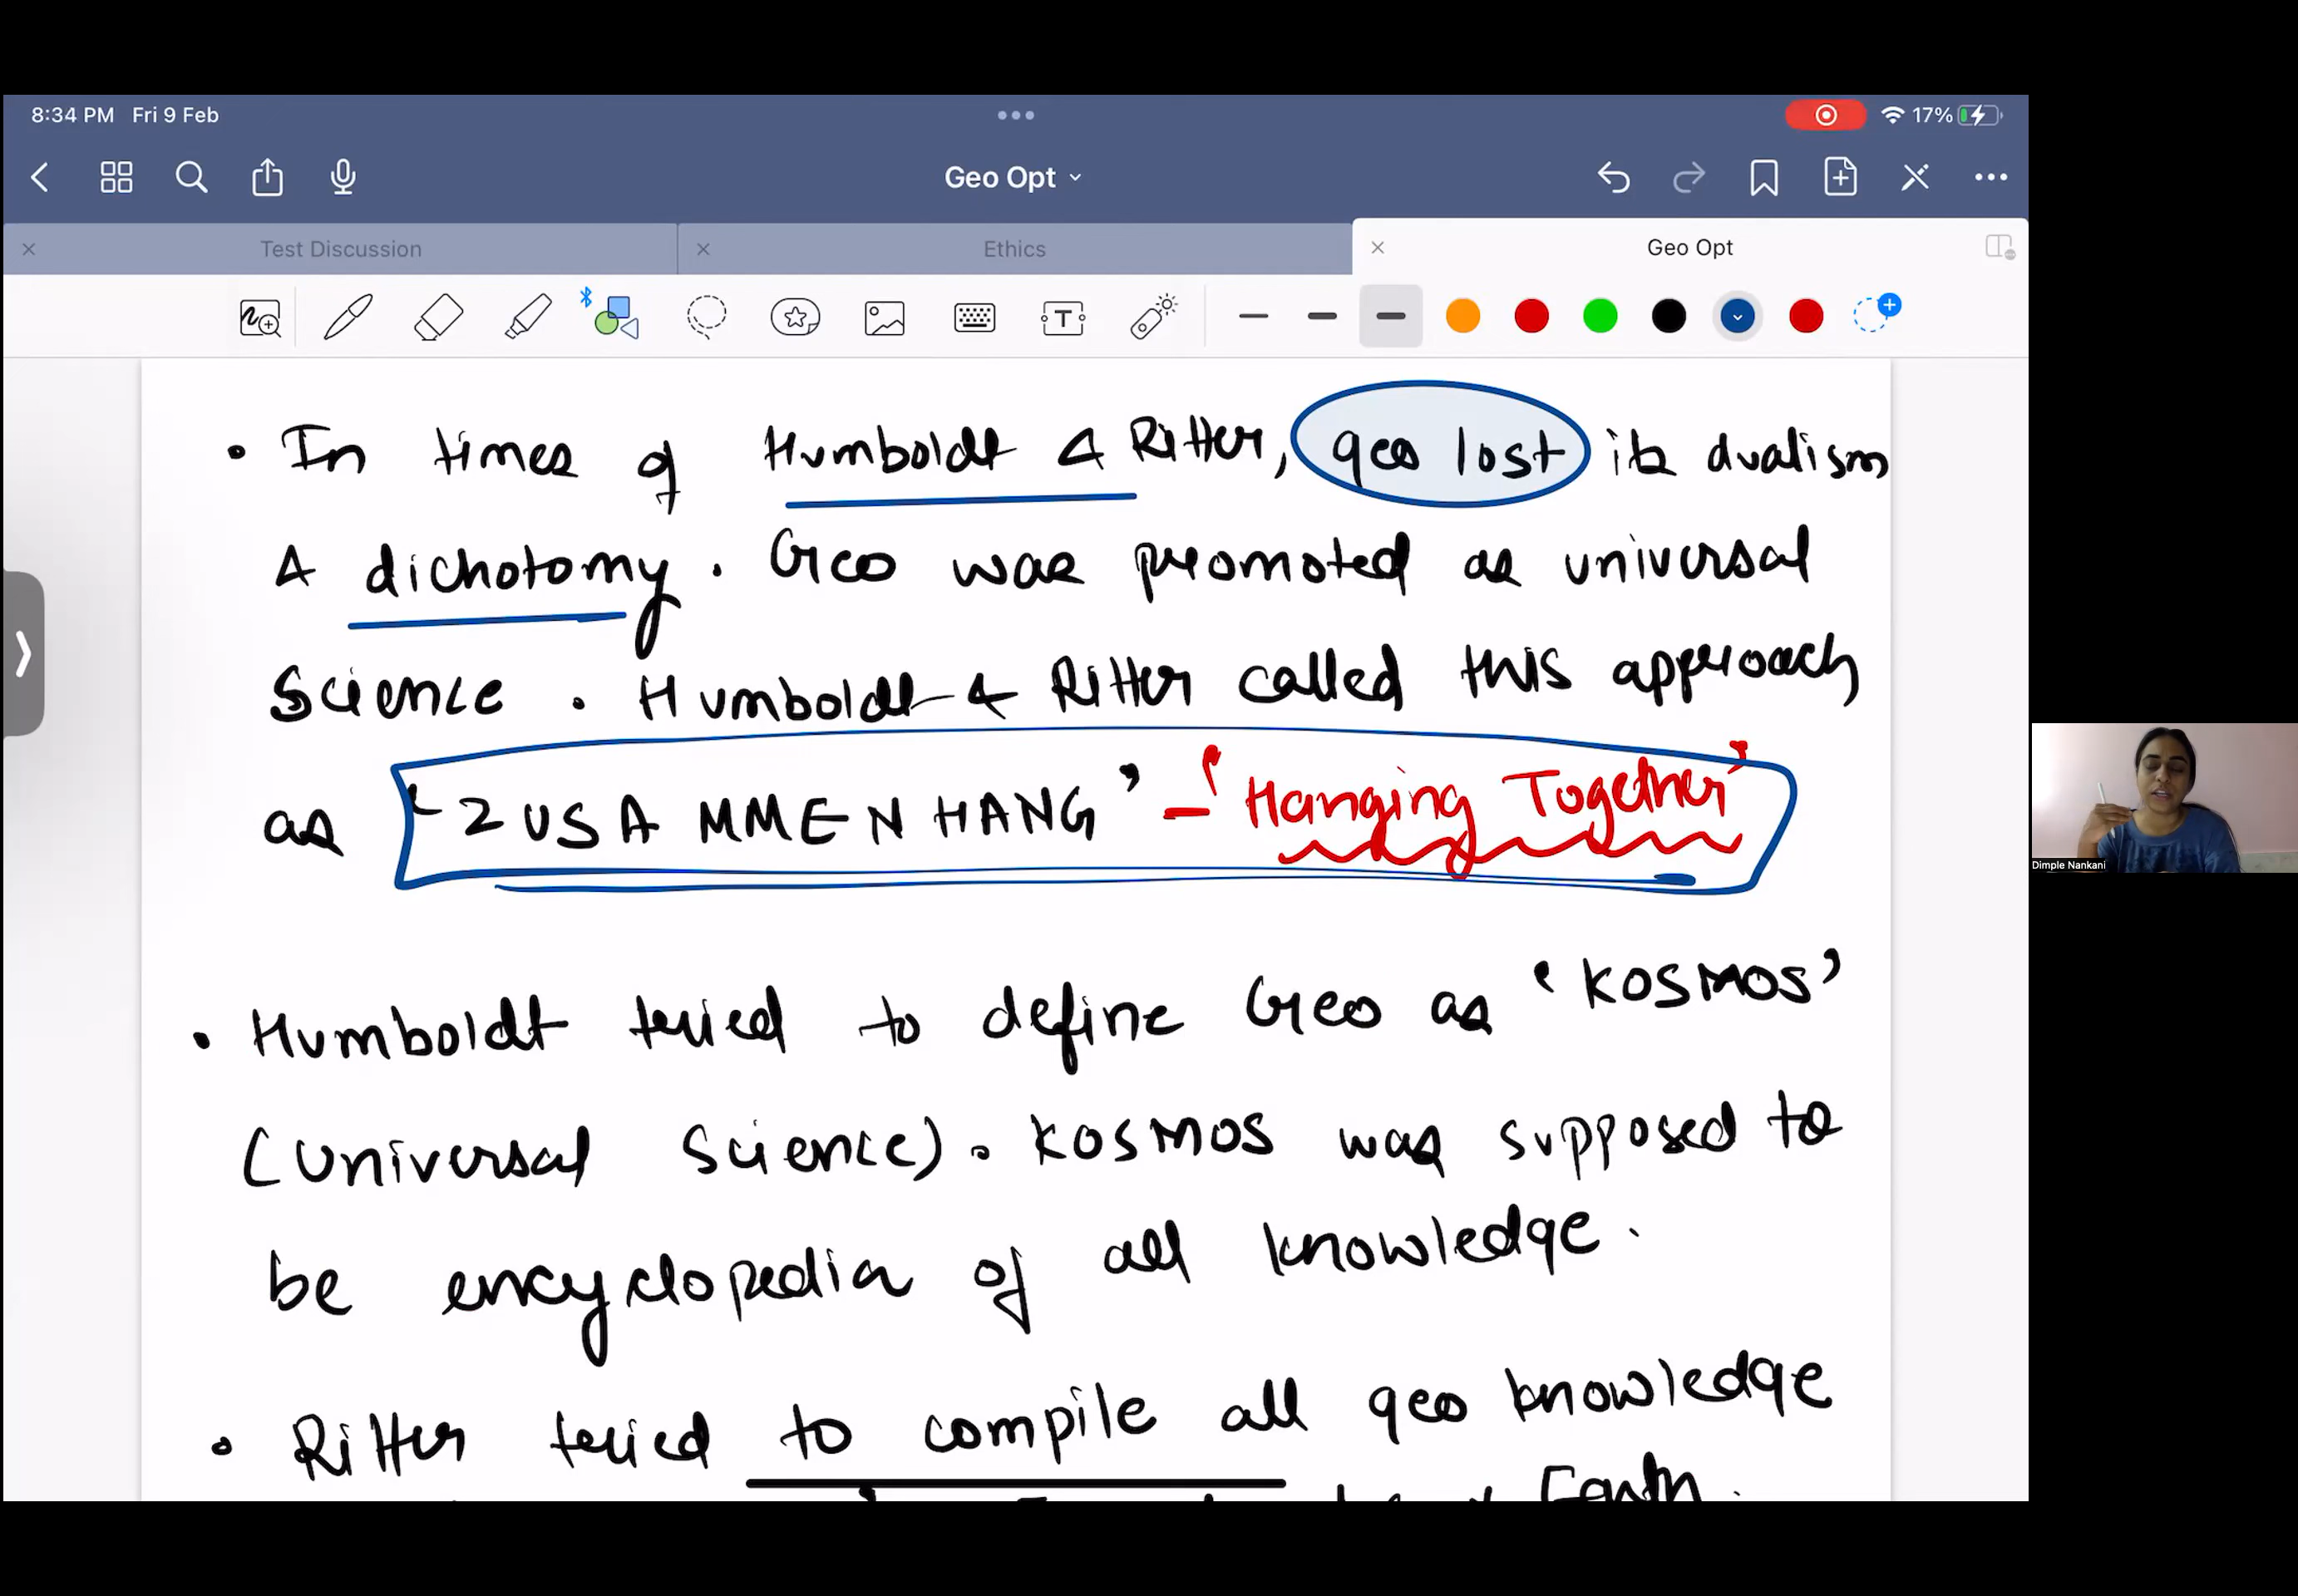 8:34 PM Fri 9 Feb
17%
Geo Opt
Test Discussion
Ethics
Geo Opt
• In times of Humboldt & Ritter, geo lost its dualism
& dichotomy. Geo was promoted as universal
Science. Humboldt & Ritter called this approach
as 'ZUSAMMENHANG' - 'Hanging Together'
• Humboldt tried to define Geo as 'KOSMOS'
(Universal Science). KOSMOS was supposed to
be encyclopedia of all knowledge.
• Ritter tried to compile all geo knowledge
Earth.
Dimple Nankani